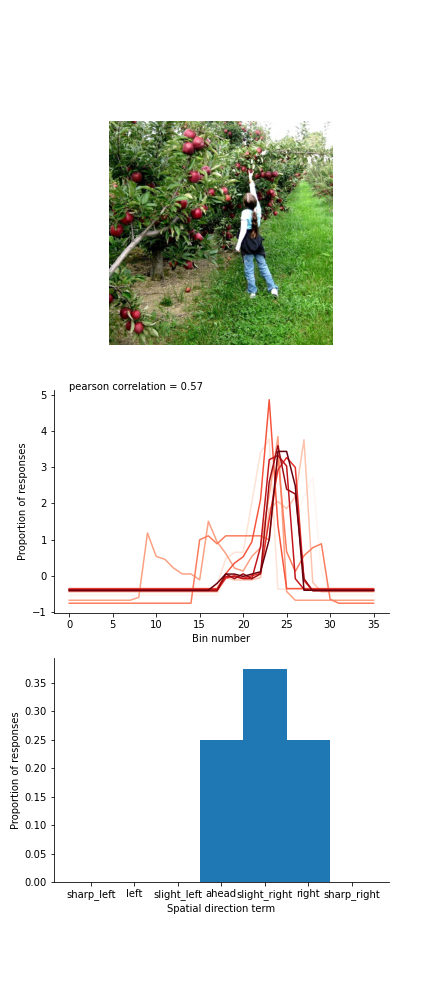 pearson correlation = 0.57
5
4
3
2
1
0
−1
Proportion of responses
0 5 10 15 20 25 30 35
Bin number
0.35
0.30
0.25
0.20
0.15
0.10
0.05
0.00
Proportion of responses
sharp_left left slight_left ahead slight_right right sharp_right
Spatial direction term